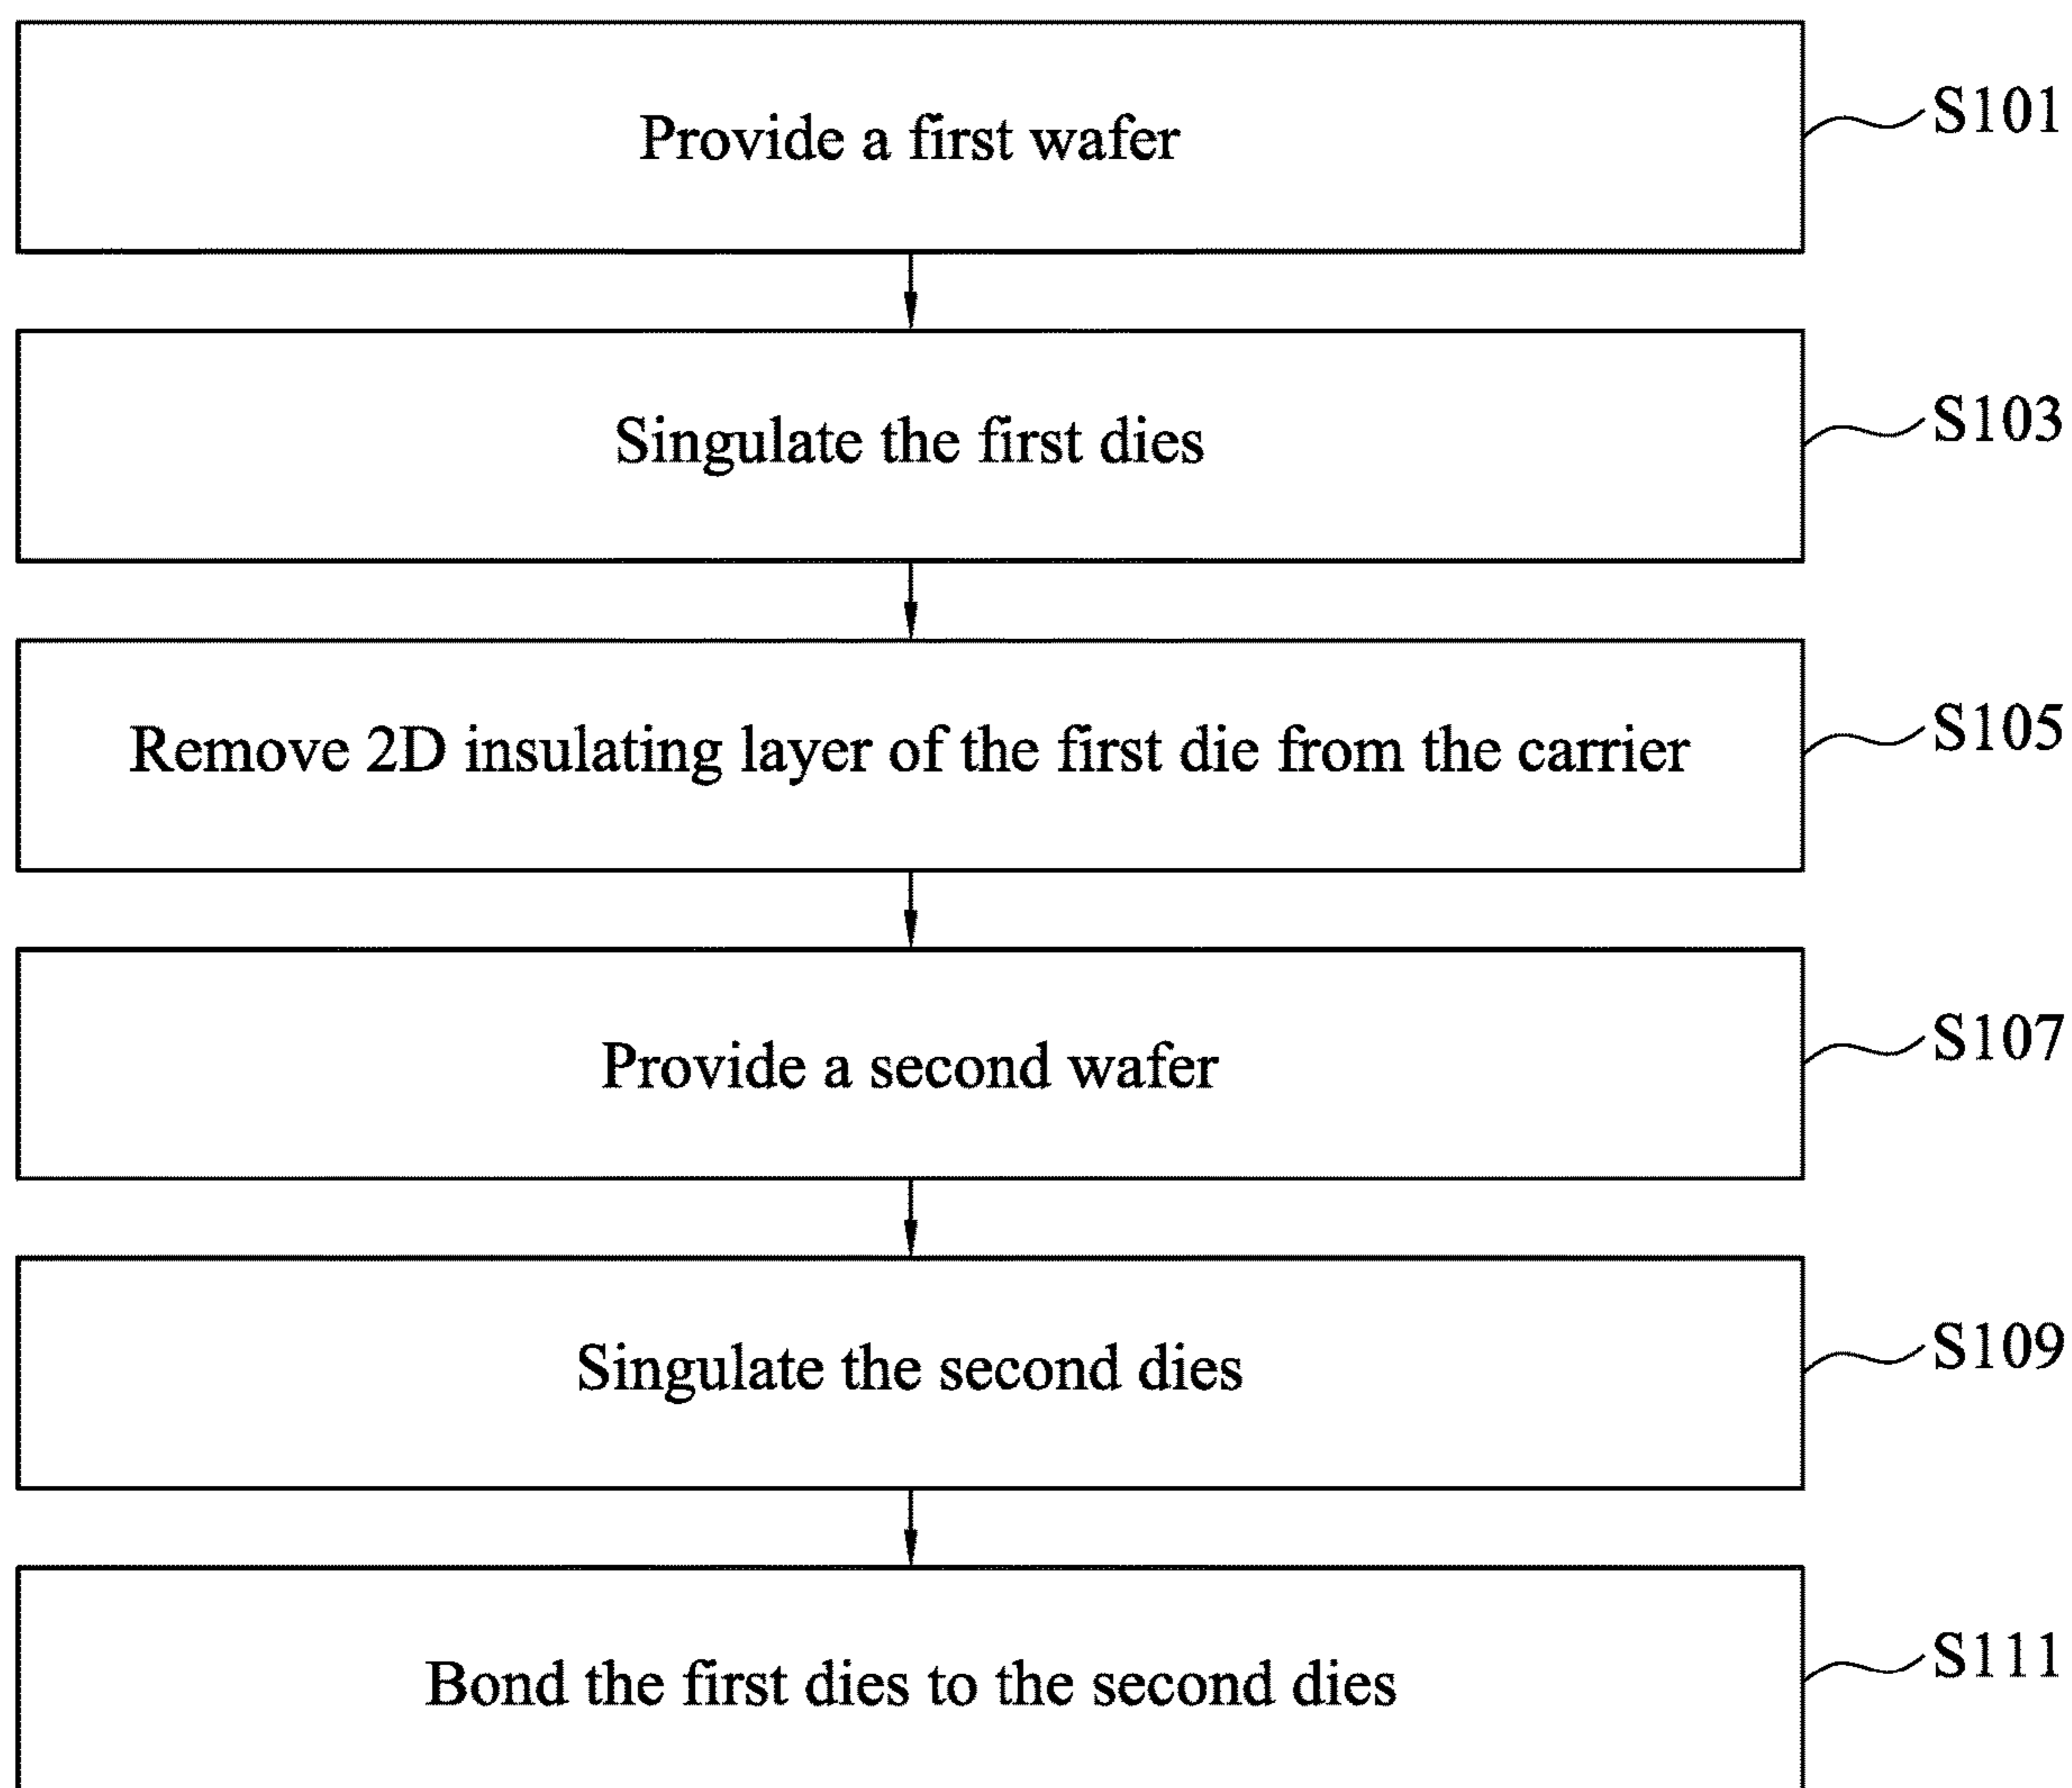 Provide a first wafer
S101
Singulate the first dies
S103
Remove 2D insulating layer of the first die from the carrier
S105
Provide a second wafer
S107
Singulate the second dies
S109
Bond the first dies to the second dies
S111